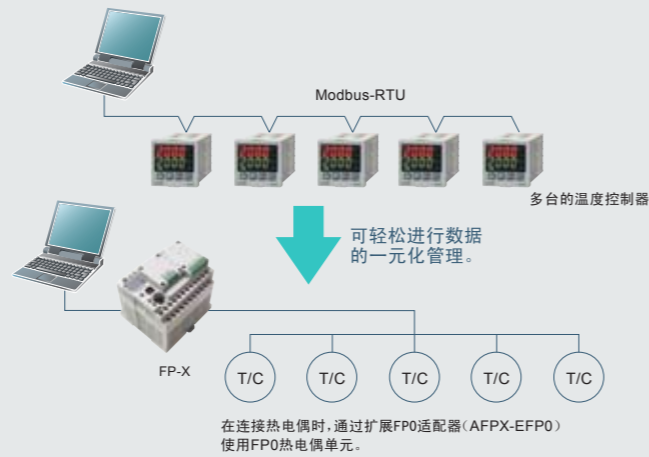 Modbus-RTU
多台的温度控制器
可轻松进行数据
的一元化管理。
FP-X
T/C
T/C
T/C
T/C
T/C
在连接热电偶时，通过扩展FP0适配器（AFPX-EFP0）
使用FP0热电偶单元。